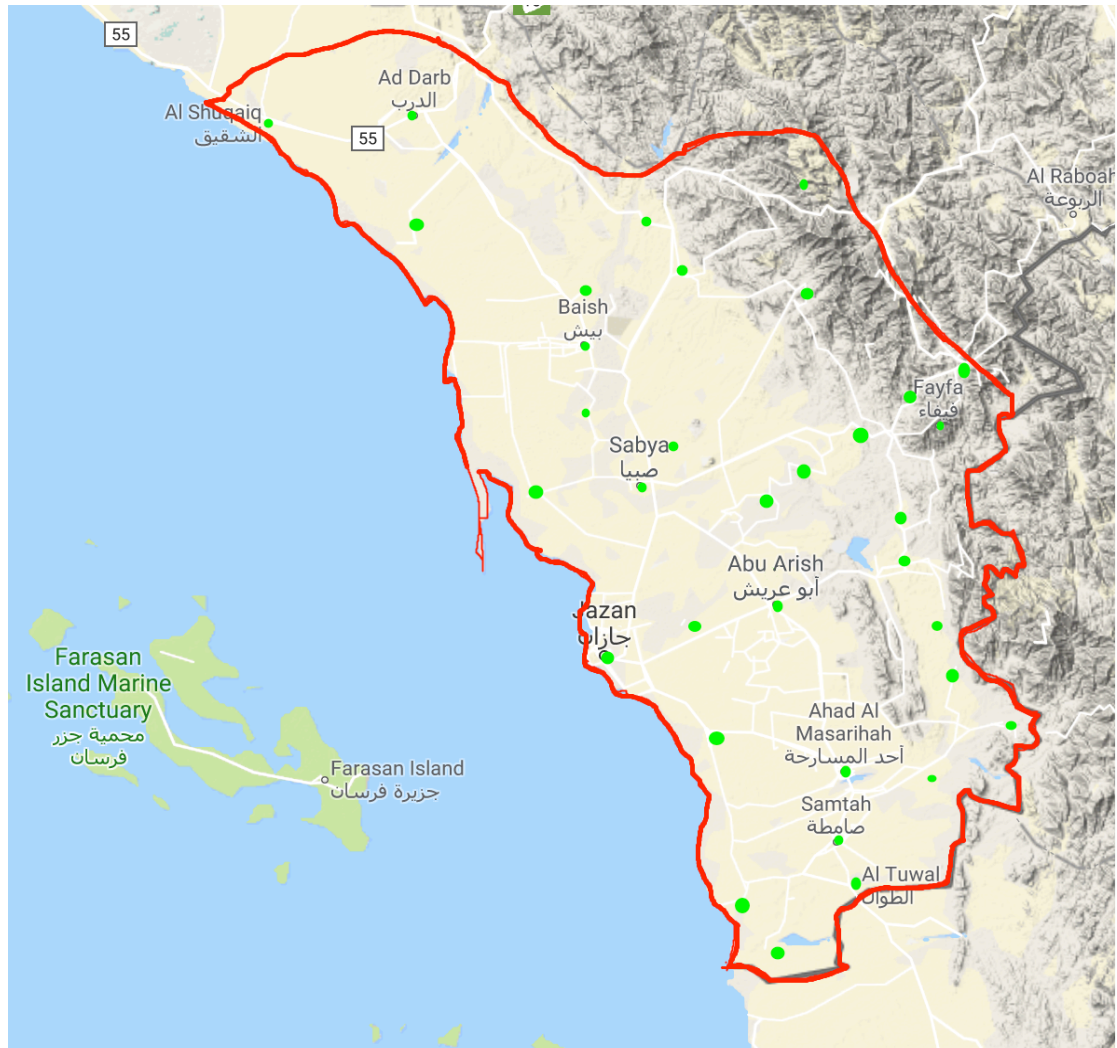 55
Ad Darb
الدرب
Al Shuqaiq
الشقيق
55
Al Raboah
الربوعة
Baish
بيش
Fayfa
فيفاء
Sabya
صبيا
Abu Arish
أبو عريش
Jazan
جازان
Farasan
Island Marine
Sanctuary
محمية جزر
فرسان
Ahad Al
Masarihah
أحد المسارحة
Farasan Island
جزيرة فرسان
Samtah
صامطة
Al Tuwal
الطوال